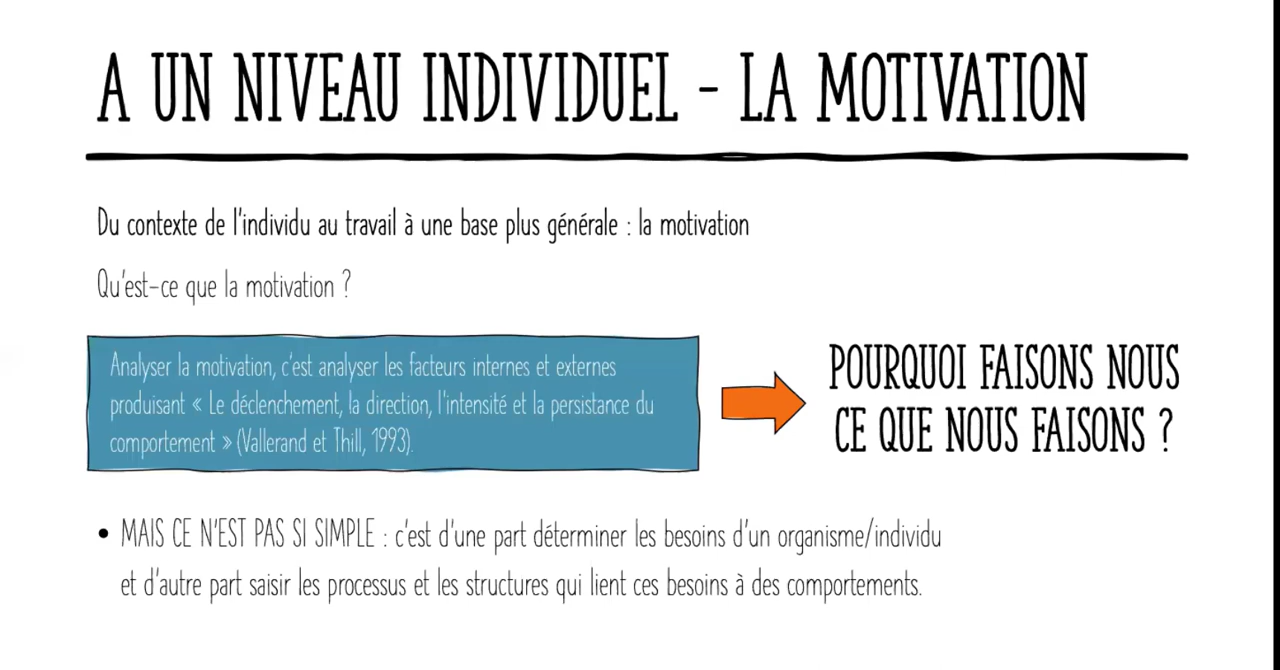 A UN NIVEAU INDIVIDUEL - LA MOTIVATION
Du contexte de l'individu au travail à une base plus générale : la motivation
Qu'est-ce que la motivation ?
Analyser la motivation, c'est analyser les facteurs internes et externes
produisant « Le déclenchement, la direction, l'intensité et la persistance du
comportement » (Vallerand et Thill, 1993).
POURQUOI FAISONS NOUS
CE QUE NOUS FAISONS ?
• MAIS CE N'EST PAS SI SIMPLE : c'est d'une part déterminer les besoins d'un organisme/individu
et d'autre part saisir les processus et les structures qui lient ces besoins à des comportements.